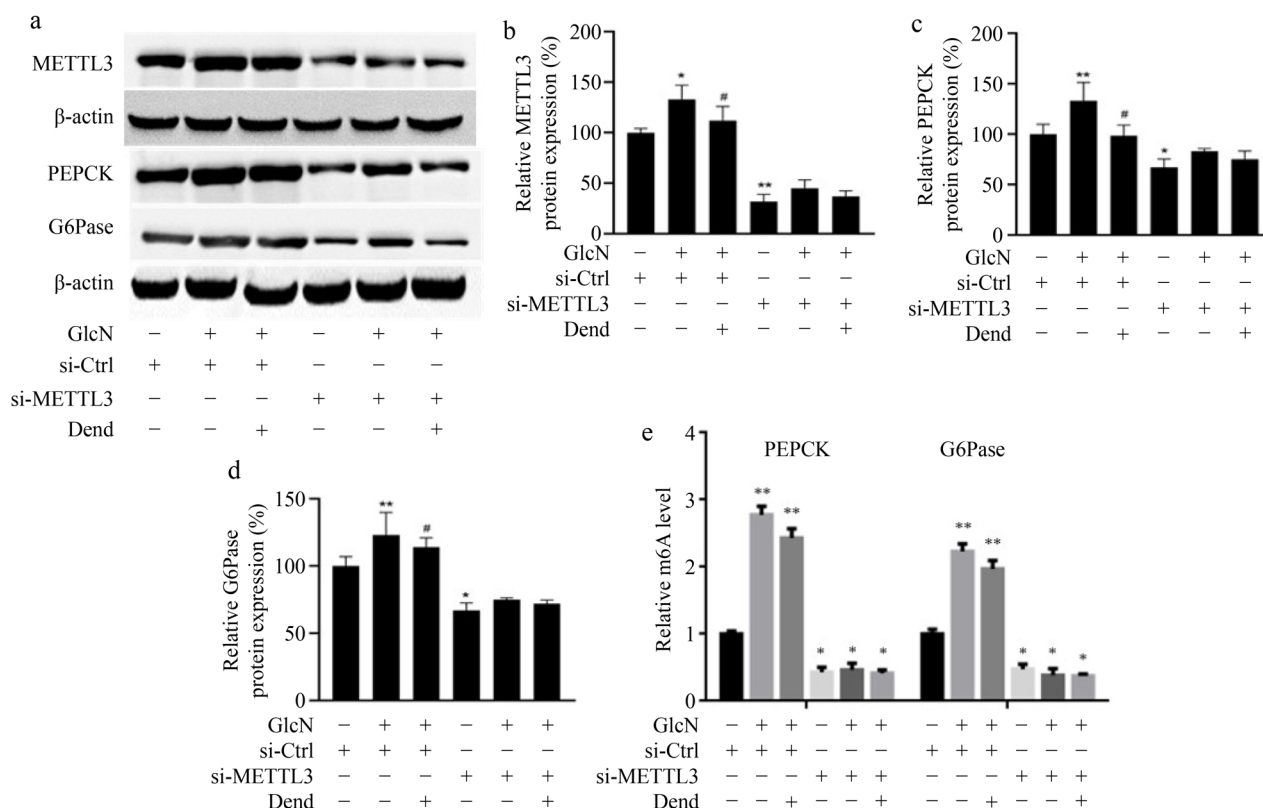 a
METTL3
β-actin
PEPCK
G6Pase
β-actin
GlcN – + + – + +
si-Ctrl + + + – – –
si-METTL3 – – – + + +
Dend – – + – – +
b
Relative METTL3
protein expression (%)
200
150
100
50
0
* # **
GlcN – + + – + +
si-Ctrl + + + – – –
si-METTL3 – – – + + +
Dend + +
c
Relative PEPCK
protein expression (%)
200
150
100
50
0
** # *
GlcN – + + – + +
si-Ctrl + + + – – –
si-METTL3 – – – + + +
Dend + +
d
Relative G6Pase
protein expression (%)
150
100
50
0
** # *
GlcN – + + – + +
si-Ctrl + + + – – –
si-METTL3 – – – + + +
Dend + +
e
PEPCK G6Pase
Relative m6A level
4
3
2
1
0
** ** * * * ** ** * * *
GlcN – + + – + + – + + – + +
si-Ctrl + + + – – – + + + – – –
si-METTL3 – – – + + + – – – + + +
Dend + + + +